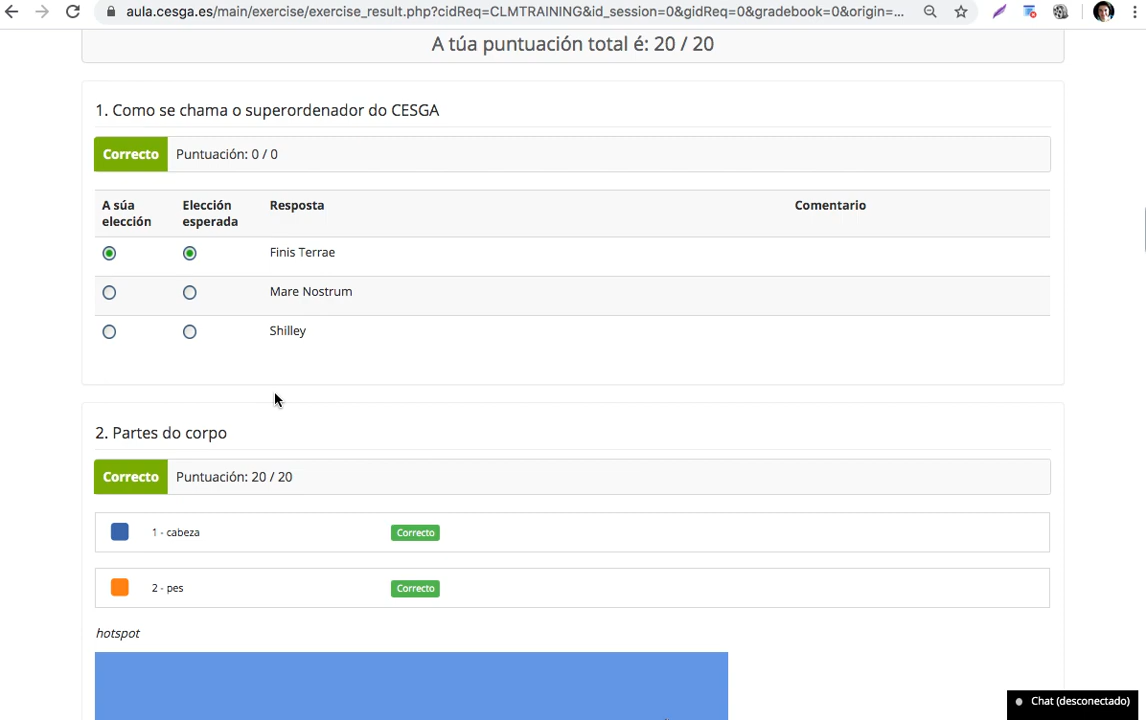 aula.cesga.es/main/exercise/exercise_result.php?cidReq=CLMTRAINING&id_session=0&gidReq=0&gradebook=0&origin=...
A túa puntuación total é: 20 / 20
1. Como se chama o superordenador do CESGA
Correcto Puntuación: 0 / 0
A súa elección Elección esperada Resposta Comentario
Finis Terrae
Mare Nostrum
Shilley
2. Partes do corpo
Correcto Puntuación: 20 / 20
1 - cabeza Correcto
2 - pes Correcto
hotspot
Chat (desconectado)